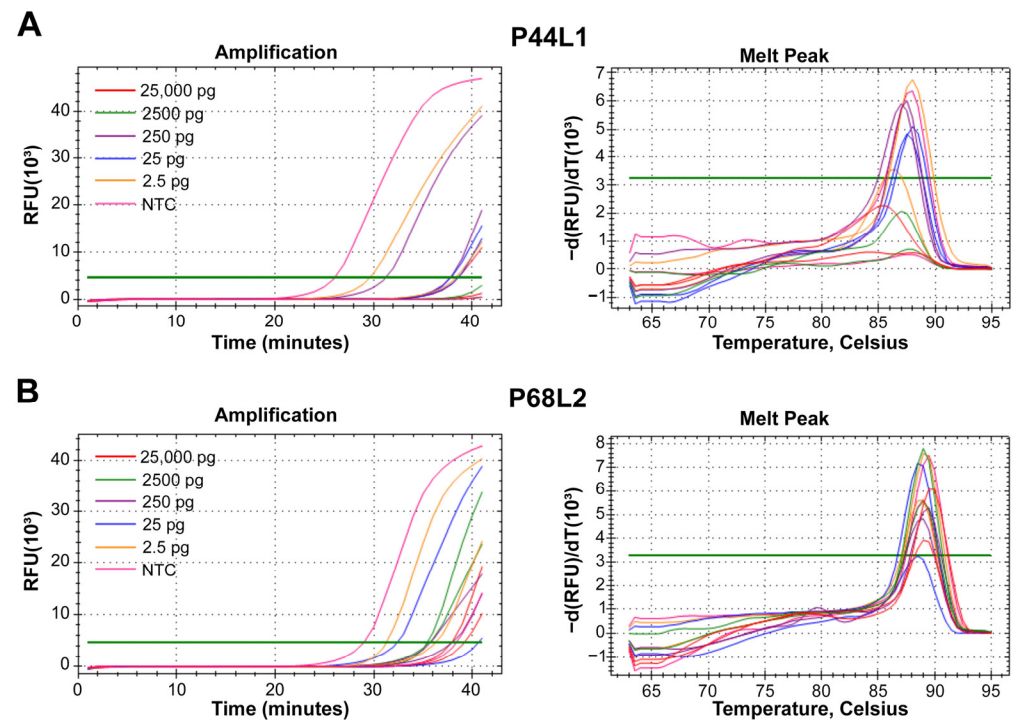 A
P44L1
Amplification
Melt Peak
25,000 pg
2500 pg
250 pg
25 pg
2.5 pg
NTC
RFU(10³)
40
30
20
10
0
0 10 20 30 40
Time (minutes)
−d(RFU)/dT(10³)
7
6
5
4
3
2
1
0
−1
65 70 75 80 85 90 95
Temperature, Celsius
B
P68L2
Amplification
Melt Peak
25,000 pg
2500 pg
250 pg
25 pg
2.5 pg
NTC
RFU(10³)
40
30
20
10
0
0 10 20 30 40
Time (minutes)
−d(RFU)/dT(10³)
8
7
6
5
4
3
2
1
0
−1
65 70 75 80 85 90 95
Temperature, Celsius